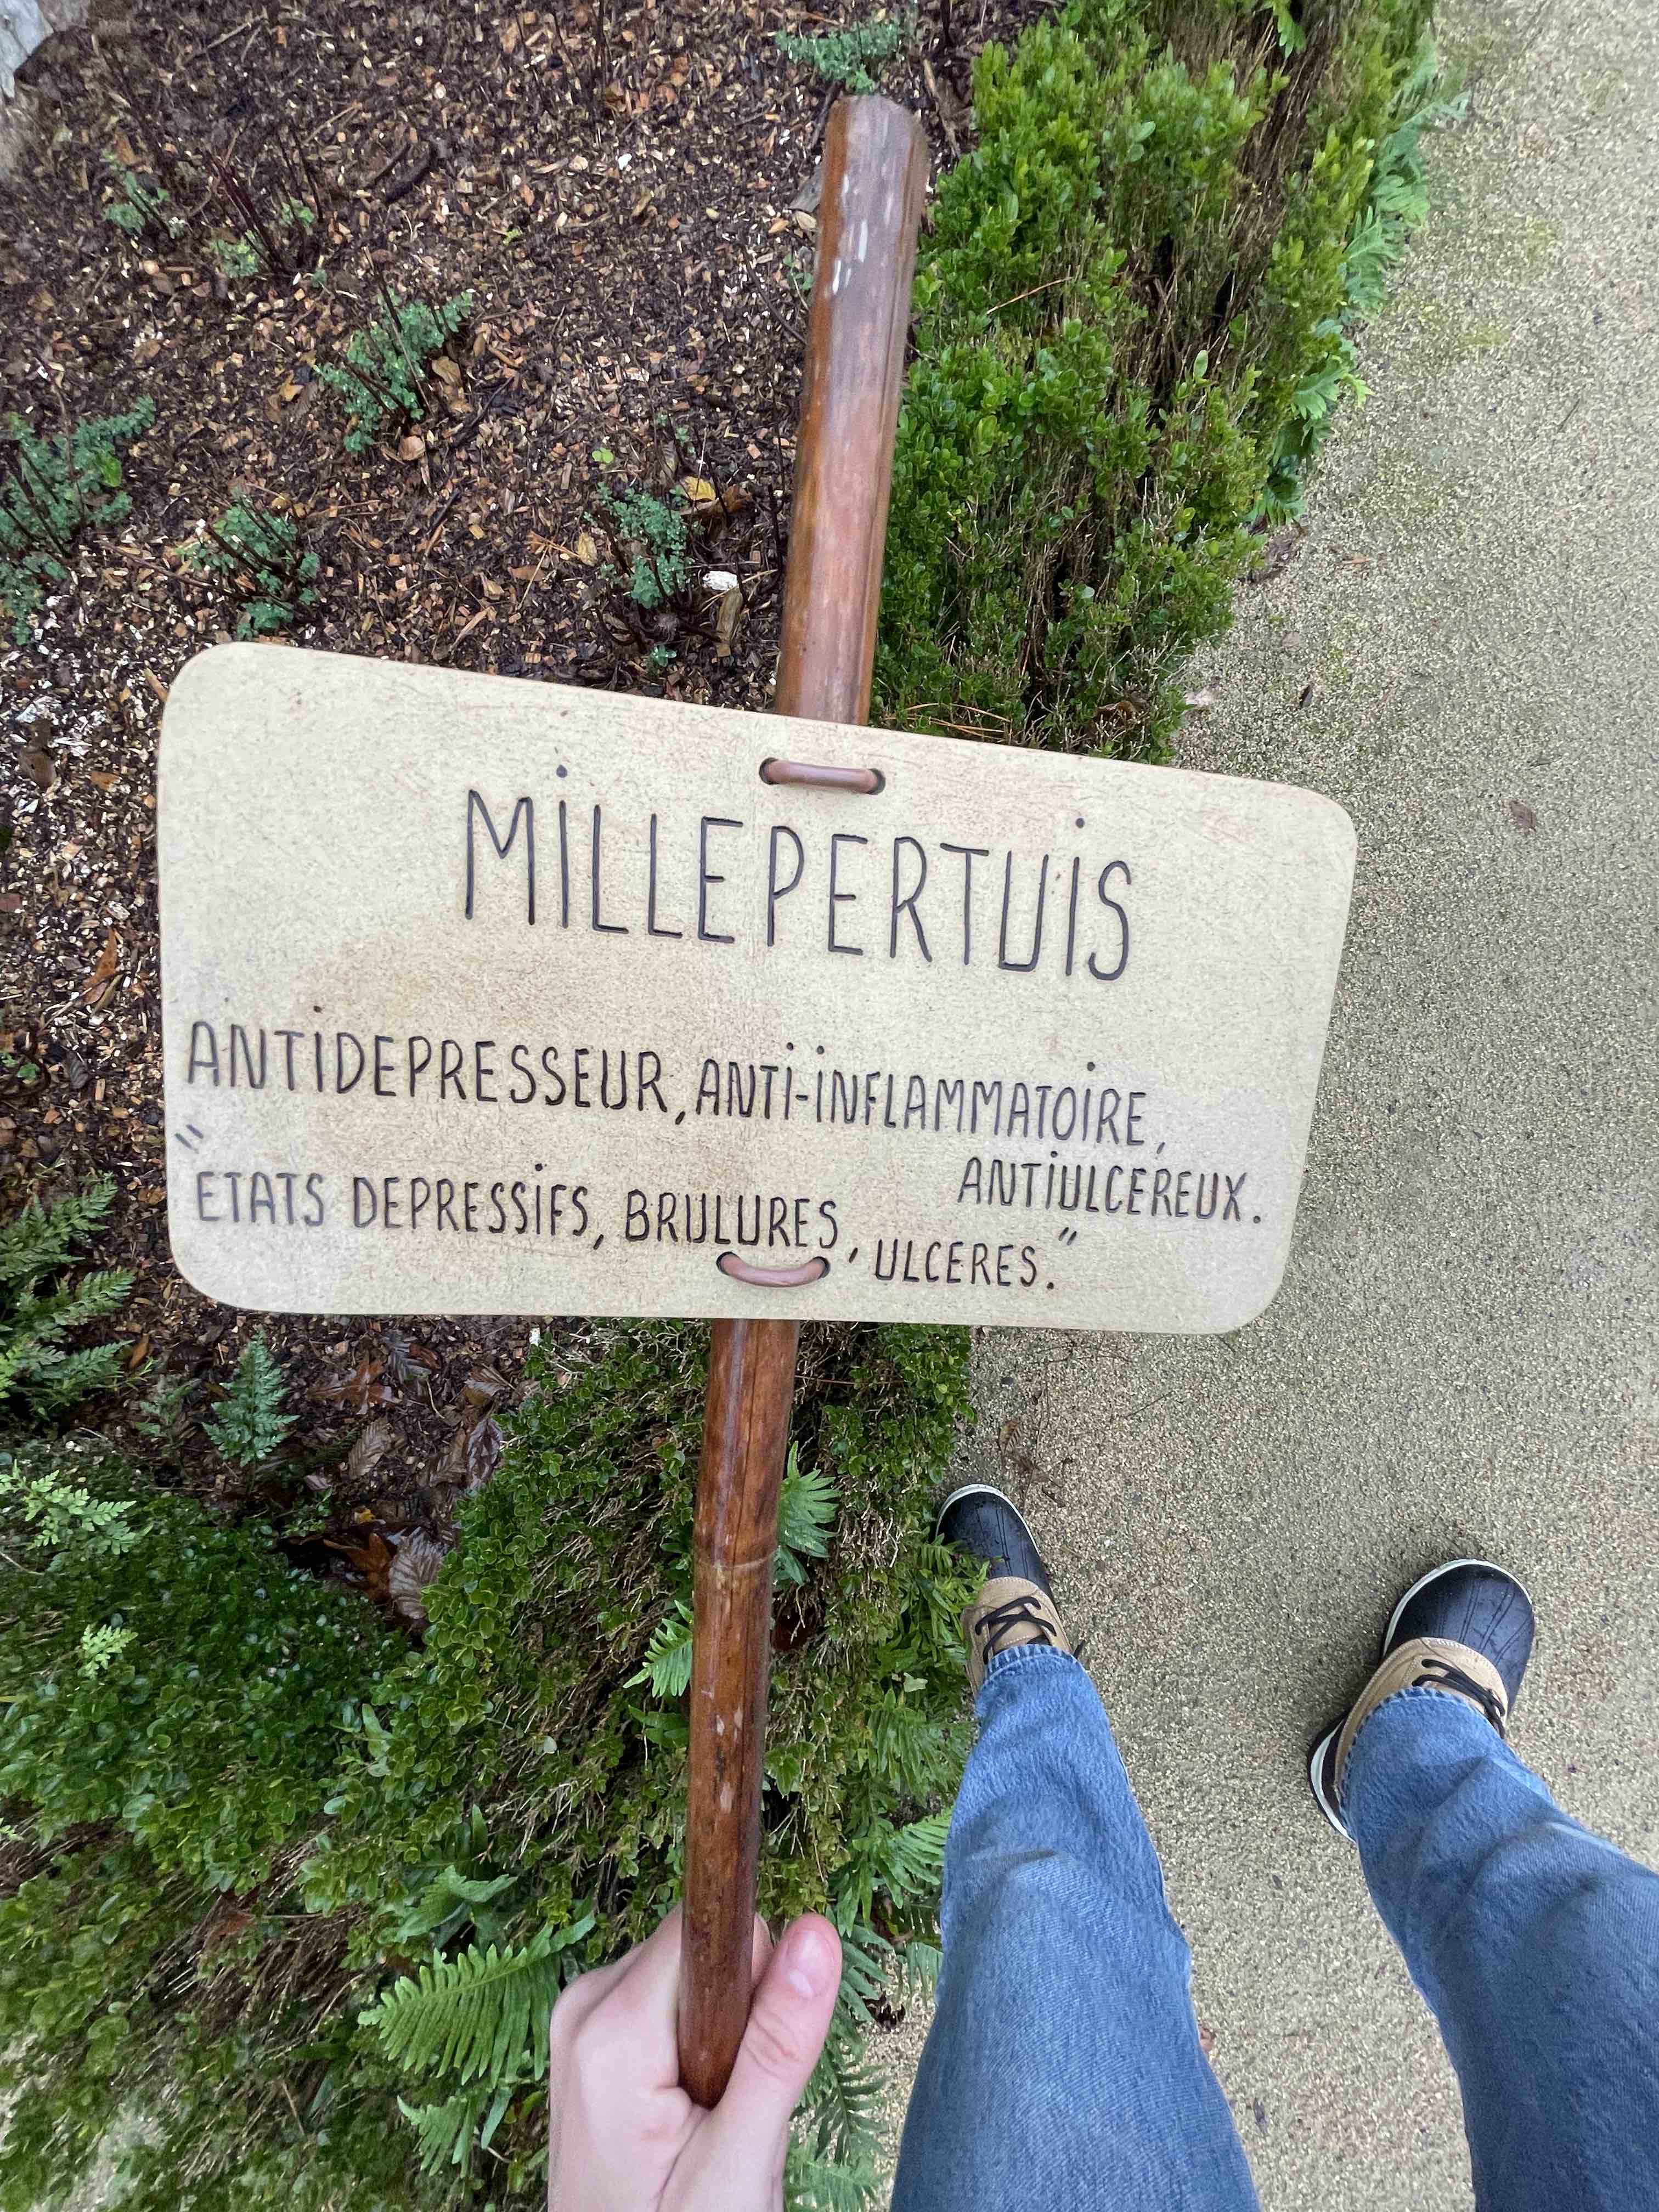 MILLEPERTUIS
ANTIDEPRESSEUR, ANTI-INFLAMMATOIRE,
ANTIULCEREUX.
"ETATS DEPRESSIFS, BRULURES, ULCERES."